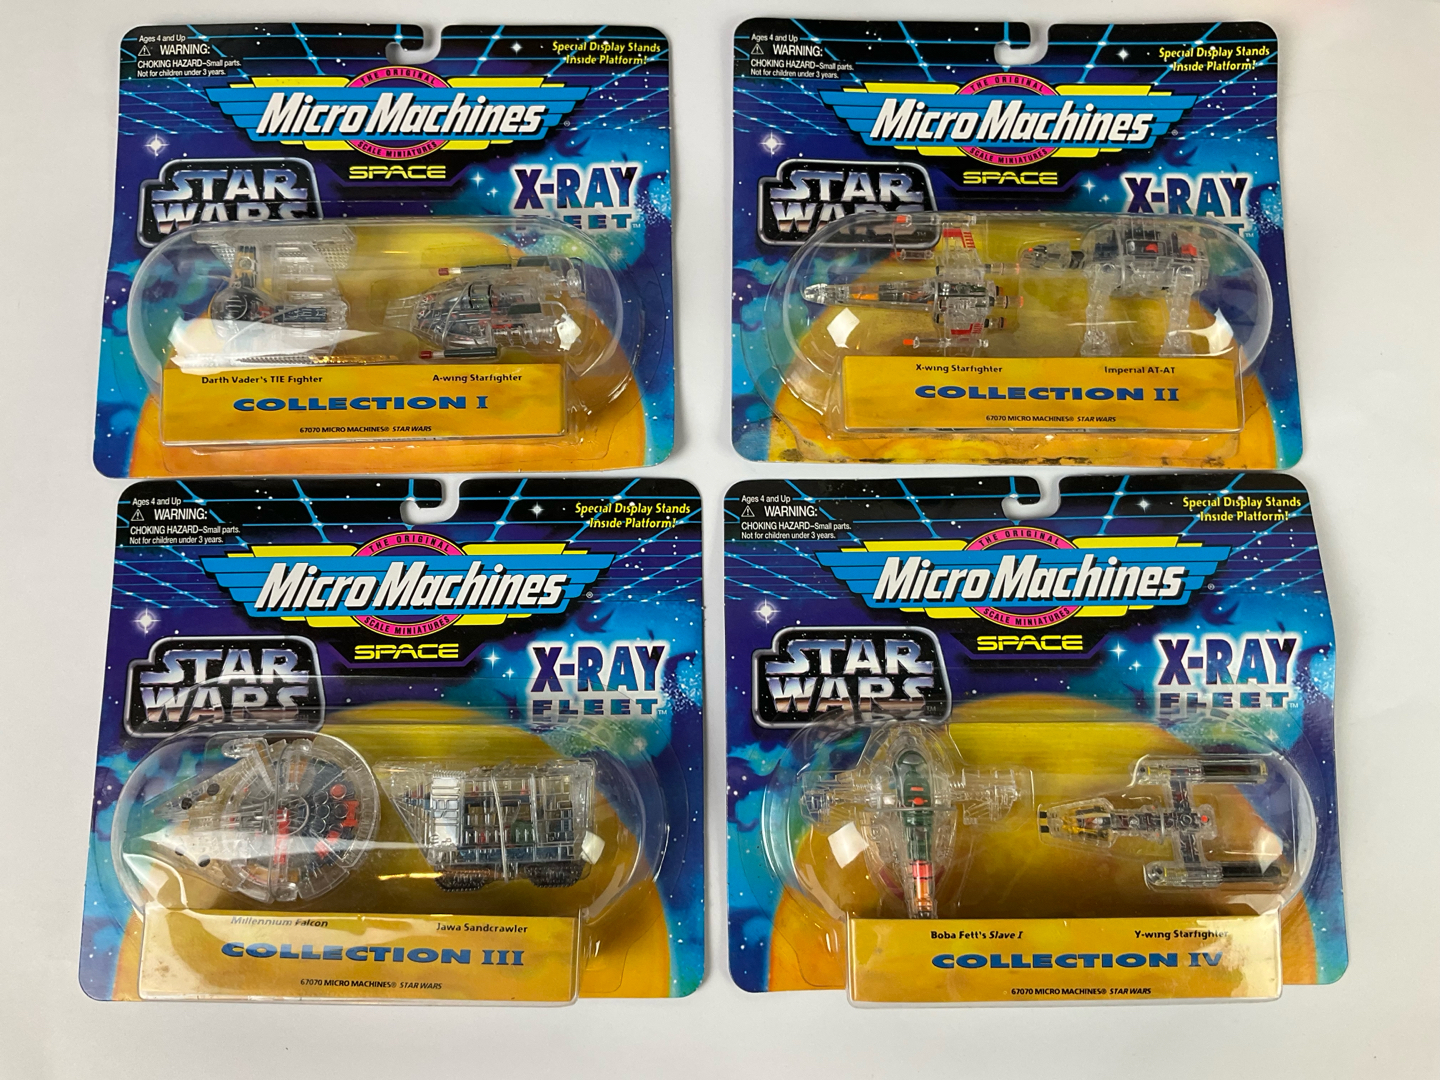 Ages 4 and Up
WARNING:
CHOKING HAZARD–Small parts.
Not for children under 3 years.
Special Display Stands
Inside Platform!
THE ORIGINAL
Micro Machines®
SCALE MINIATURES
SPACE
STAR
WARS
X-RAY
FLEET
Darth Vader's TIE Fighter
A-wing Starfighter
COLLECTION I
67070 MICRO MACHINES® STAR WARS
Ages 4 and Up
WARNING:
CHOKING HAZARD–Small parts.
Not for children under 3 years.
Special Display Stands
Inside Platform!
THE ORIGINAL
Micro Machines®
SCALE MINIATURES
SPACE
STAR
WARS
X-RAY
X-wing Starfighter
Imperial AT-AT
COLLECTION II
67070 MICRO MACHINES® STAR WARS
Ages 4 and Up
WARNING:
CHOKING HAZARD–Small parts.
Not for children under 3 years.
Special Display Stands
Inside Platform!
THE ORIGINAL
Micro Machines®
SCALE MINIATURES
SPACE
STAR
WARS
X-RAY
FLEET™
Millennium Falcon
Jawa Sandcrawler
COLLECTION III
67070 MICRO MACHINES® STAR WARS
Ages 4 and Up
WARNING:
CHOKING HAZARD–Small parts.
Not for children under 3 years.
Special Display Stands
Inside Platform!
THE ORIGINAL
Micro Machines®
SCALE MINIATURES
SPACE
STAR
WARS™
X-RAY
FLEET™
Boba Fett's Slave I
Y-wing Starfighter
COLLECTION IV
67070 MICRO MACHINES® STAR WARS